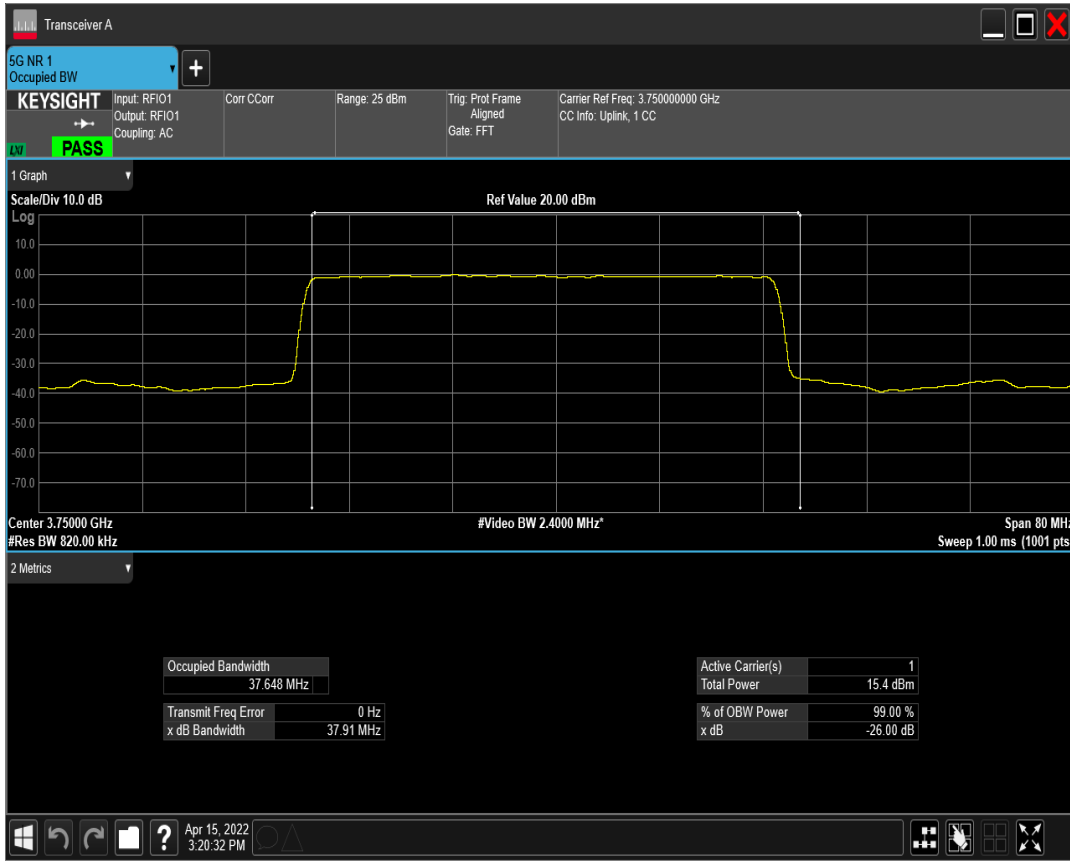 Transceiver A
5G NR 1
Occupied BW
+
KEYSIGHT
LXI
PASS
Input: RFIO1
Output: RFIO1
Coupling: AC
Corr CCorr
Range: 25 dBm
Trig: Prot Frame
Aligned
Gate: FFT
Carrier Ref Freq: 3.750000000 GHz
CC Info: Uplink, 1 CC
1 Graph
Scale/Div 10.0 dB
Ref Value 20.00 dBm
Log
10.0
0.00
-10.0
-20.0
-30.0
-40.0
-50.0
-60.0
-70.0
Center 3.75000 GHz
#Video BW 2.4000 MHz*
Span 80 MHz
#Res BW 820.00 kHz
Sweep 1.00 ms (1001 pts
2 Metrics
Occupied Bandwidth
37.648 MHz
Transmit Freq Error 0 Hz
x dB Bandwidth 37.91 MHz
Active Carrier(s) 1
Total Power 15.4 dBm
% of OBW Power 99.00 %
x dB -26.00 dB
?
Apr 15, 2022
3:20:32 PM